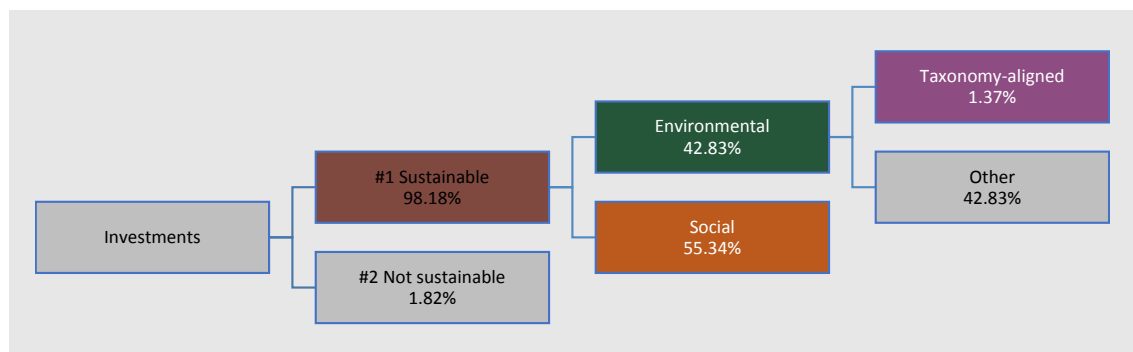 Investments
#1 Sustainable
98.18%
#2 Not sustainable
1.82%
Environmental
42.83%
Social
55.34%
Taxonomy-aligned
1.37%
Other
42.83%